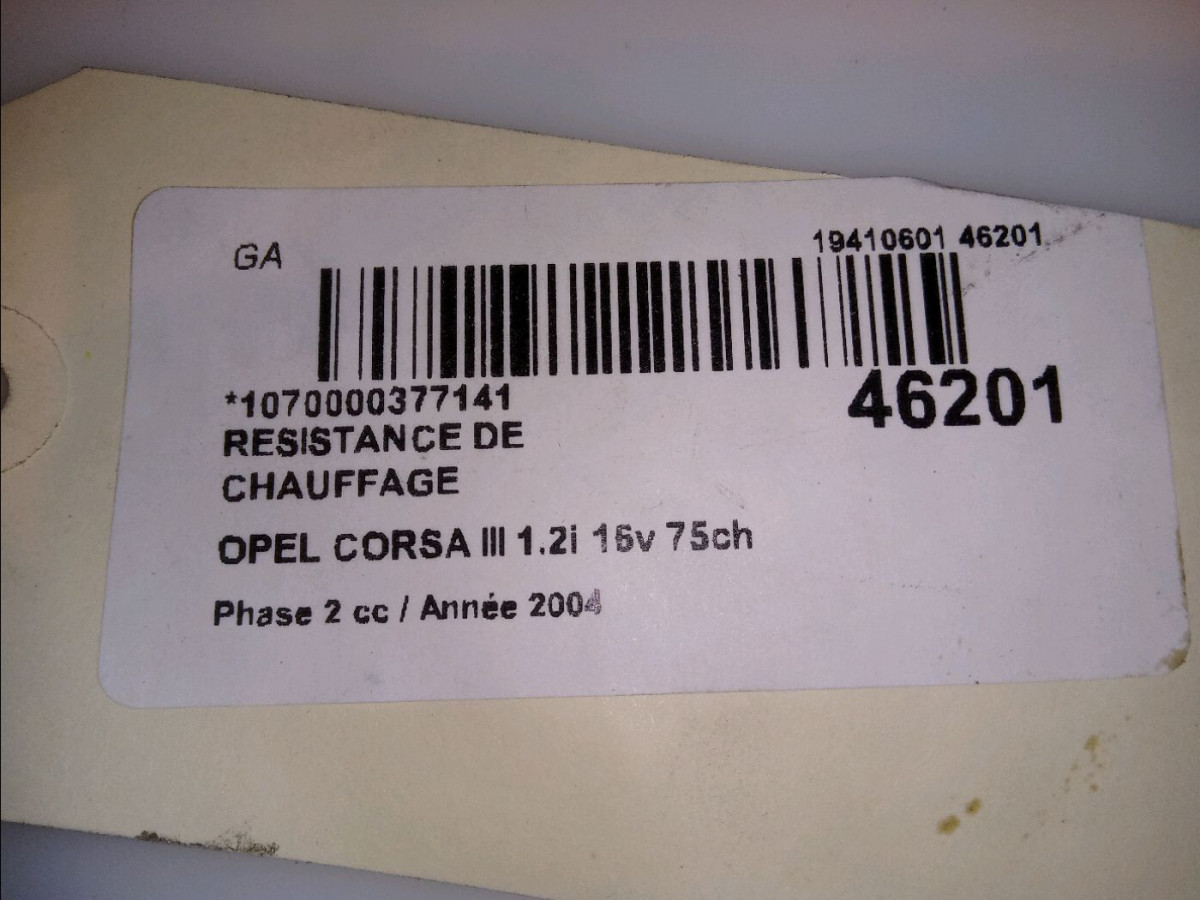 GA
19410601 46201
*1070000377141
46201
RESISTANCE DE
CHAUFFAGE
OPEL CORSA III 1.2i 16v 75ch
Phase 2 cc / Année 2004